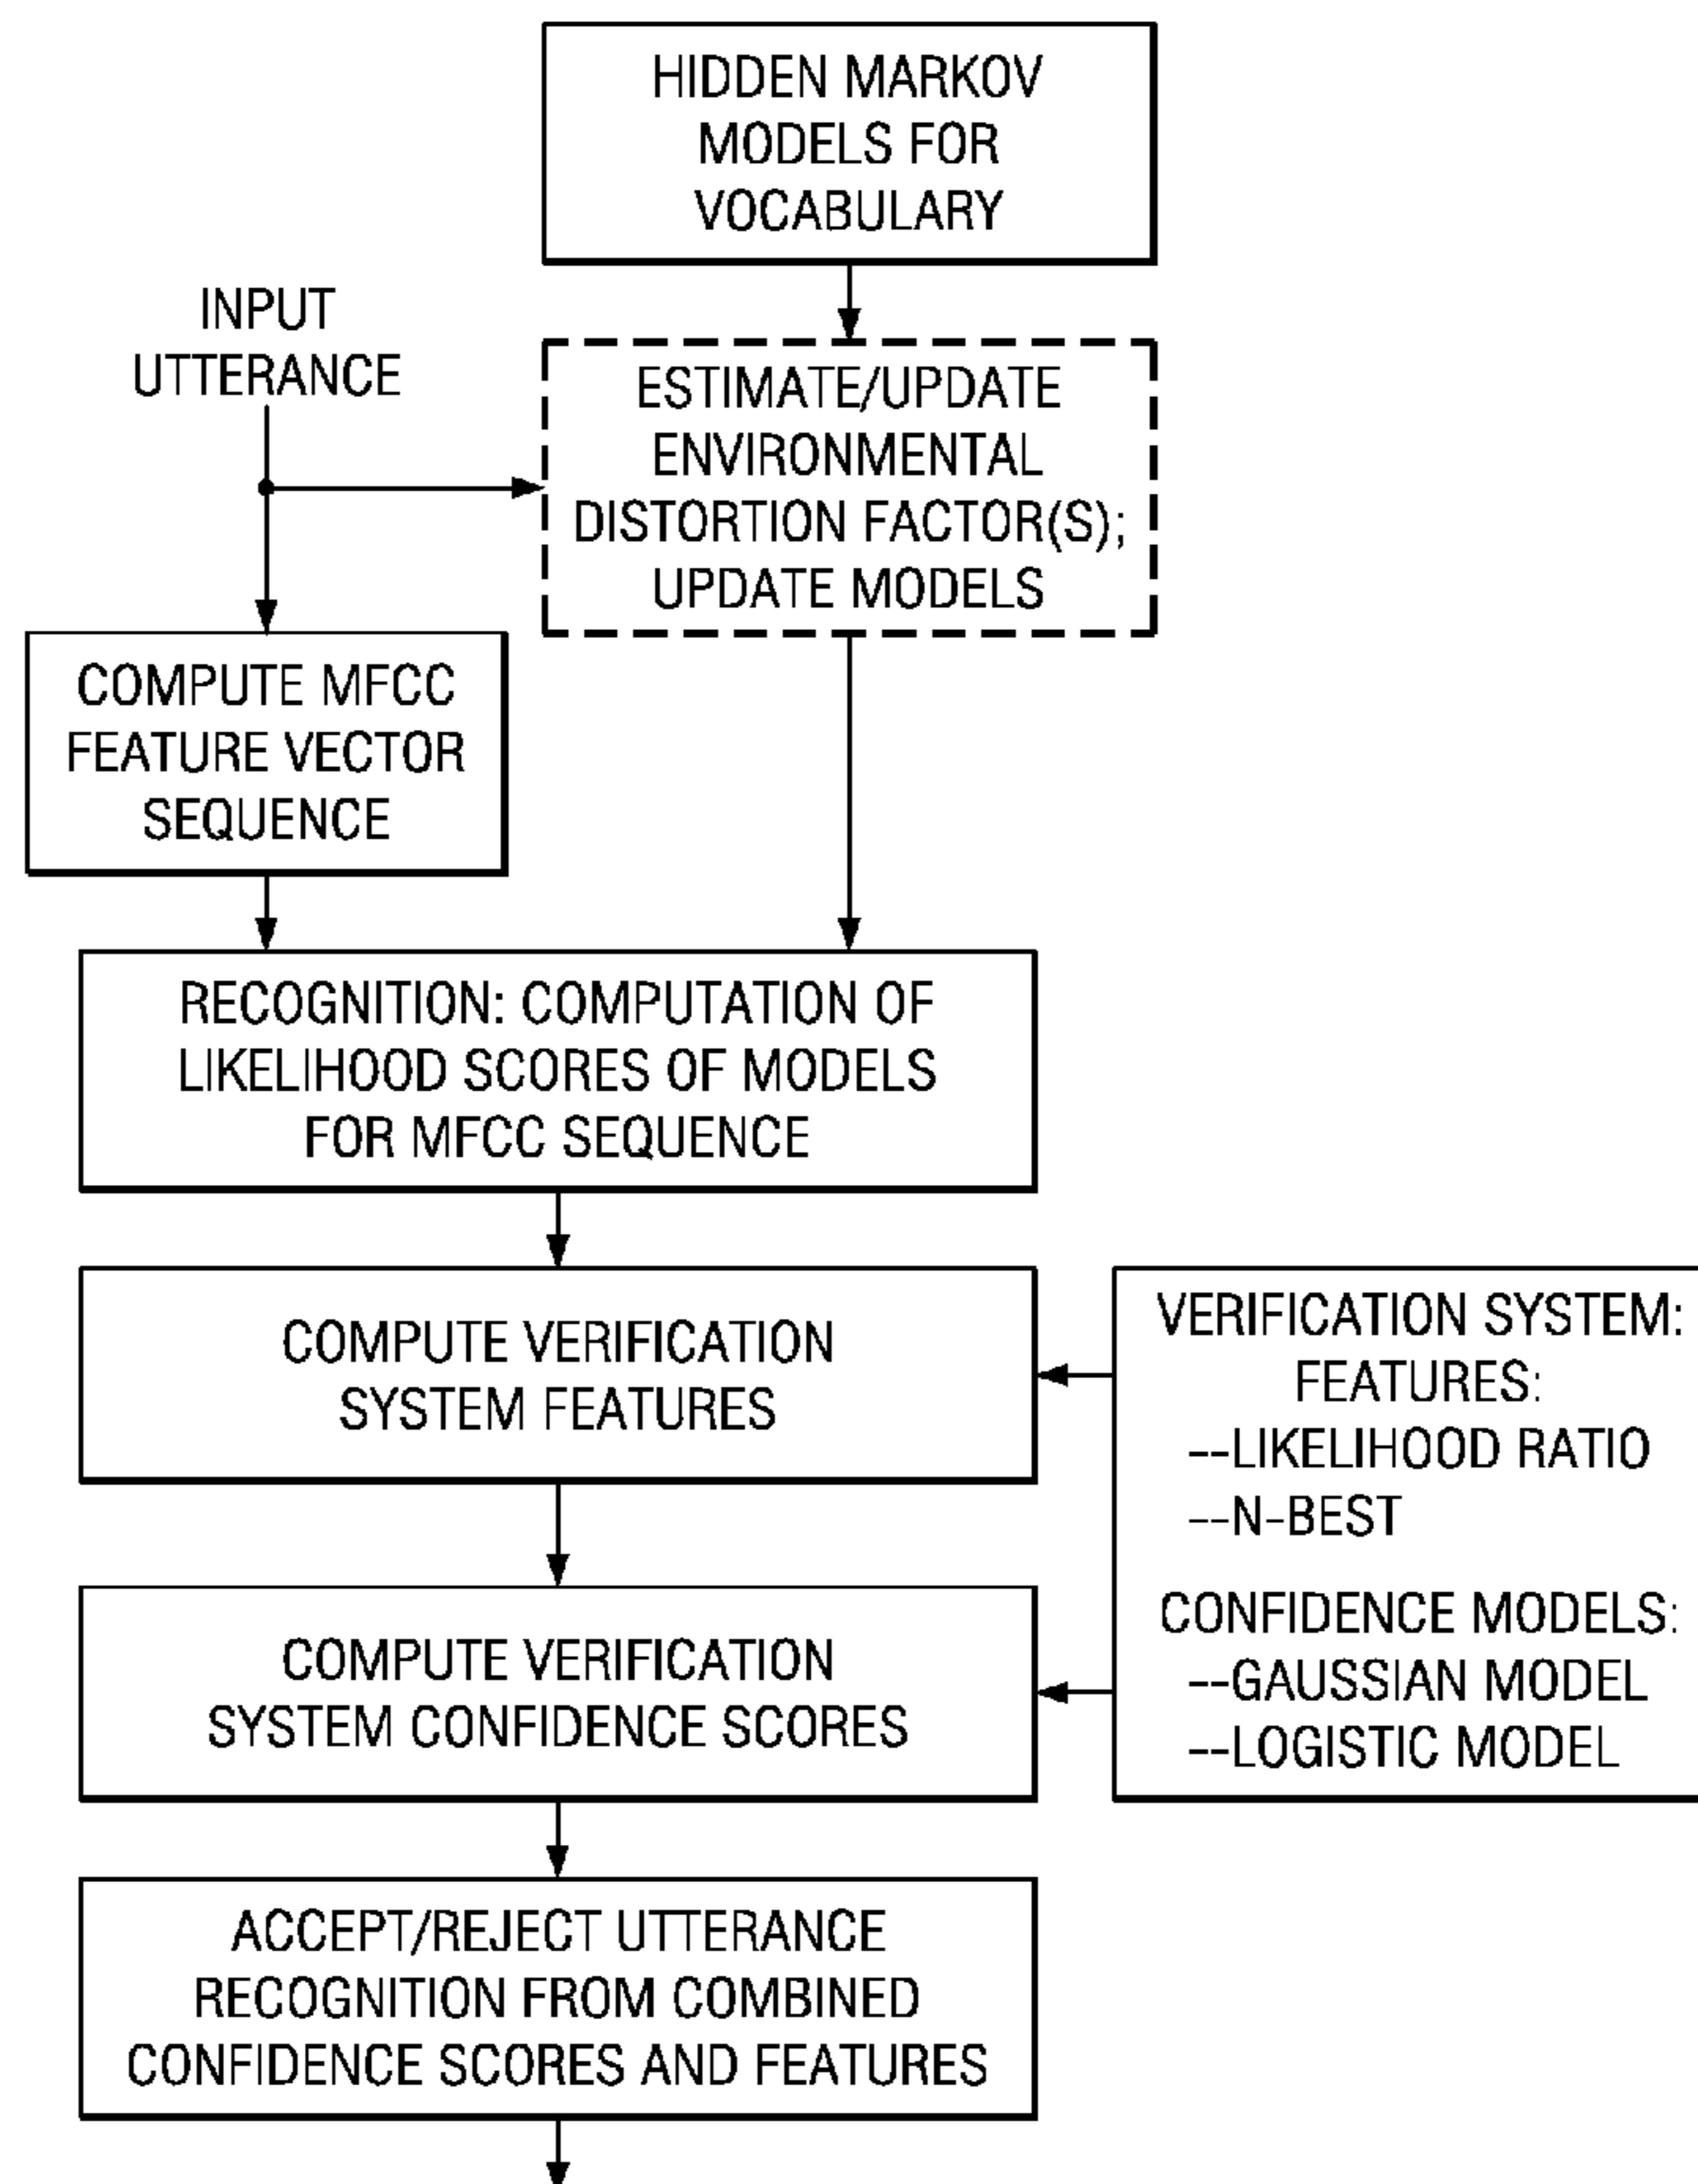 HIDDEN MARKOV
MODELS FOR
VOCABULARY
INPUT
UTTERANCE
ESTIMATE/UPDATE
ENVIRONMENTAL
DISTORTION FACTOR(S);
UPDATE MODELS
COMPUTE MFCC
FEATURE VECTOR
SEQUENCE
RECOGNITION: COMPUTATION OF
LIKELIHOOD SCORES OF MODELS
FOR MFCC SEQUENCE
COMPUTE VERIFICATION
SYSTEM FEATURES
VERIFICATION SYSTEM:
FEATURES:
--LIKELIHOOD RATIO
--N-BEST
CONFIDENCE MODELS:
--GAUSSIAN MODEL
--LOGISTIC MODEL
COMPUTE VERIFICATION
SYSTEM CONFIDENCE SCORES
ACCEPT/REJECT UTTERANCE
RECOGNITION FROM COMBINED
CONFIDENCE SCORES AND FEATURES